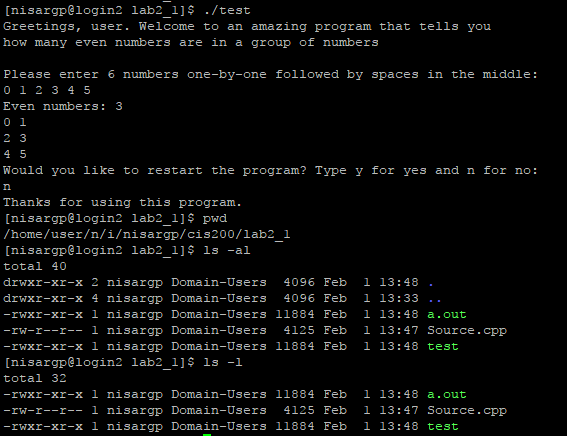 [nisargp@login2 lab2_1]$ ./test
Greetings, user. Welcome to an amazing program that tells you
how many even numbers are in a group of numbers
Please enter 6 numbers one-by-one followed by spaces in the middle:
0 1 2 3 4 5
Even numbers: 3
0 1
2 3
4 5
Would you like to restart the program? Type y for yes and n for no:
n
Thanks for using this program.
[nisargp@login2 lab2_1]$ pwd
/home/user/n/i/nisargp/cis200/lab2_1
[nisargp@login2 lab2_1]$ ls -al
total 40
drwxr-xr-x 2 nisargp Domain-Users  4096 Feb  1 13:48 .
drwxr-xr-x 4 nisargp Domain-Users  4096 Feb  1 13:33 ..
-rwxr-xr-x 1 nisargp Domain-Users 11884 Feb  1 13:48 a.out
-rw-r--r-- 1 nisargp Domain-Users  4125 Feb  1 13:47 Source.cpp
-rwxr-xr-x 1 nisargp Domain-Users 11884 Feb  1 13:48 test
[nisargp@login2 lab2_1]$ ls -l
total 32
-rwxr-xr-x 1 nisargp Domain-Users 11884 Feb  1 13:48 a.out
-rw-r--r-- 1 nisargp Domain-Users  4125 Feb  1 13:47 Source.cpp
-rwxr-xr-x 1 nisargp Domain-Users 11884 Feb  1 13:48 test